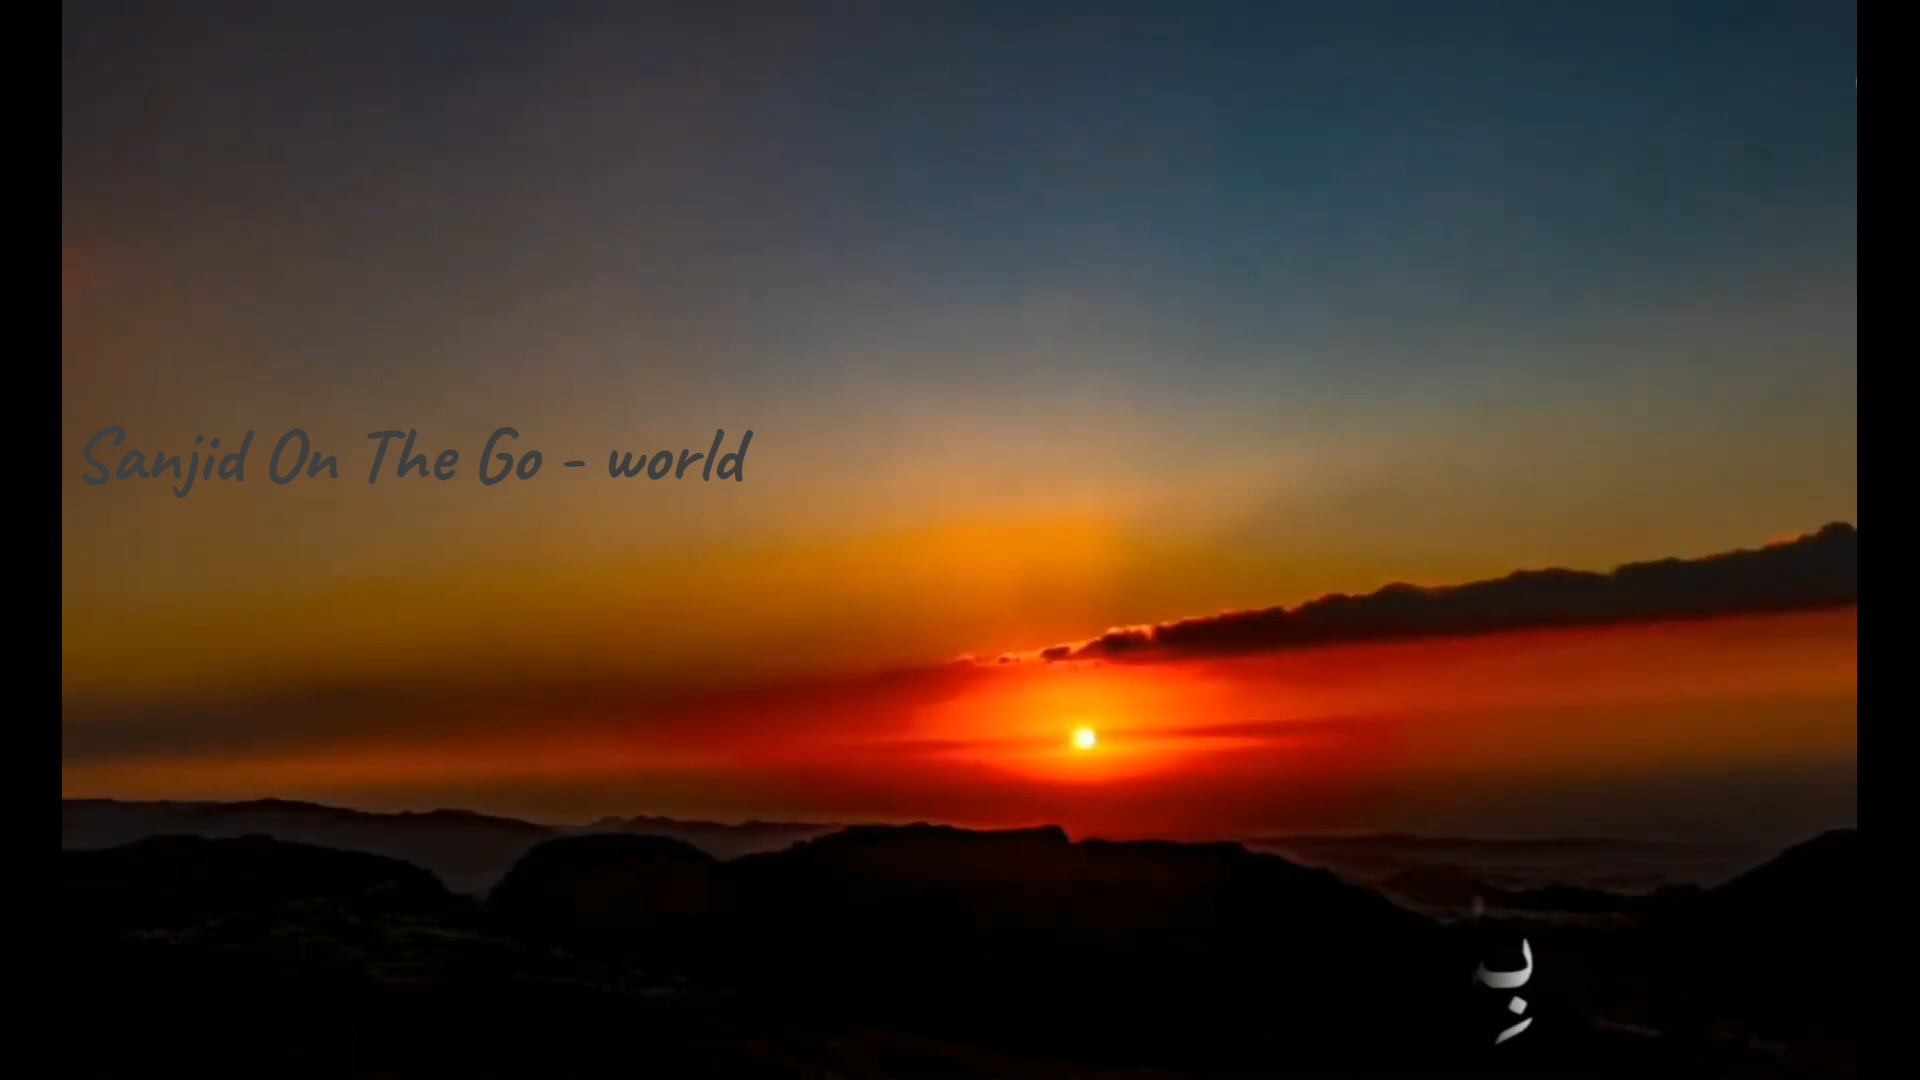 Sanjid On The Go - world
بِ